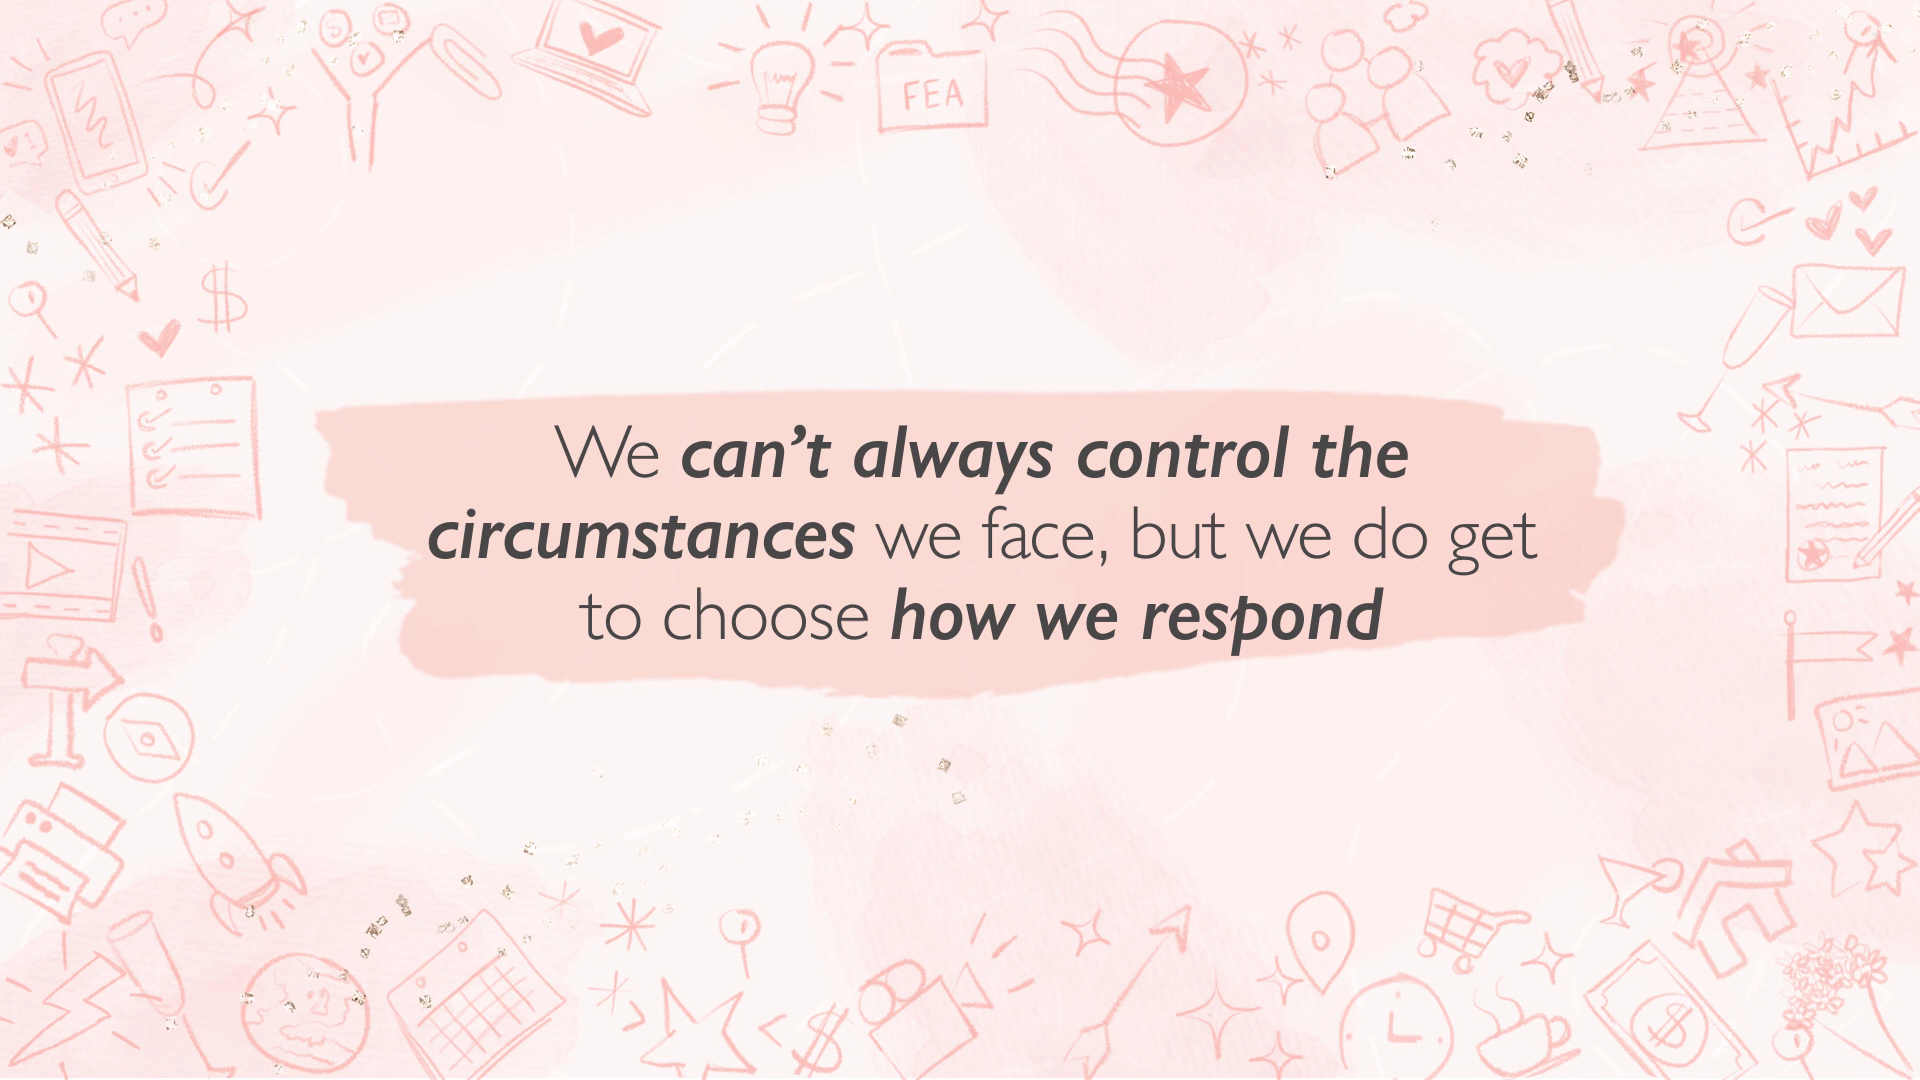 FEA
We can’t always control the
circumstances we face, but we do get
to choose how we respond